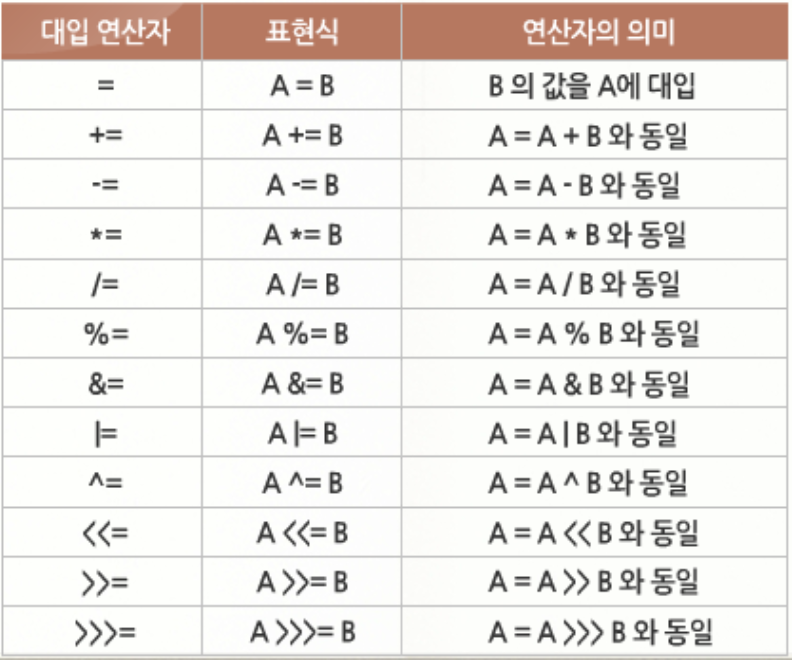 대입 연산자 표현식 연산자의 의미
= A = B B 의 값을 A에 대입
+= A += B A = A + B 와 동일
-= A -= B A = A - B 와 동일
*= A *= B A = A * B 와 동일
/= A /= B A = A / B 와 동일
%= A %= B A = A % B 와 동일
&= A &= B A = A & B 와 동일
|= A |= B A = A | B 와 동일
^= A ^= B A = A ^ B 와 동일
<<= A <<= B A = A << B 와 동일
>>= A >>= B A = A >> B 와 동일
>>>= A >>>= B A = A >>> B 와 동일